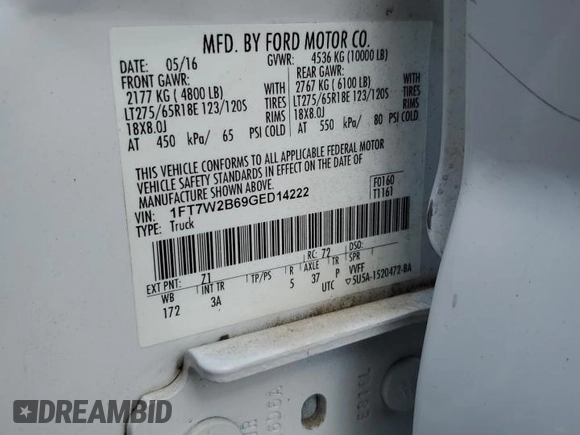 MFD. BY FORD MOTOR CO.
DATE: 05/16 GVWR: 4536 KG (10000 LB)
FRONT GAWR: REAR GAWR:
2177 KG ( 4800 LB) WITH 2767 KG ( 6100 LB) WITH
LT275/65R18E 123/120S TIRES LT275/65R18E 123/120S TIRES
18X8.0J RIMS 18X8.0J RIMS
AT 450 kPa/ 65 PSI COLD AT 550 kPa/ 80 PSI COLD
THIS VEHICLE CONFORMS TO ALL APPLICABLE FEDERAL MOTOR
VEHICLE SAFETY STANDARDS IN EFFECT ON THE DATE OF
MANUFACTURE SHOWN ABOVE.
VIN: 1FT7W2B69GED14222 F0160
TYPE: Truck T1161
EXT PNT: Z1 RC: 72 DSO:
WB INT TR TP/PS R AXLE TR SPR
172 3A 5 37 P VVFF
UTC ▽5U5A-1520472-BA
DREAMBID